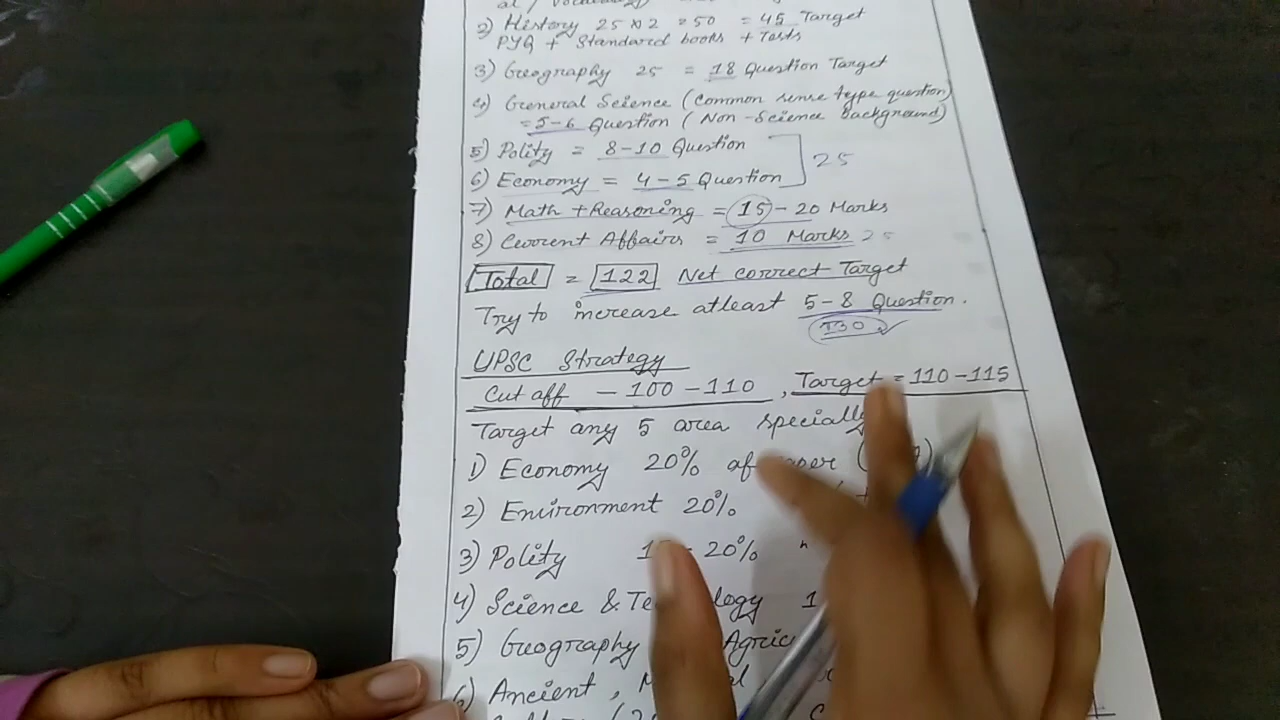 2) History 25 x 2 = 50 = 45 Target
PYQ + Standard books + Tests
3) Geography 25 = 18 Question Target
4) General Science (Common sense type question)
= 5-6 Question (Non-Science background)
5) Polity = 8-10 Question
6) Economy = 4-5 Question
25
7) Math + Reasoning = 15 - 20 Marks
8) Current Affairs = 10 Marks 25
Total = 122 Net correct Target
Try to increase atleast 5-8 Question.
130
UPSC Strategy
Cut off - 100 - 110, Target = 110 - 115
Target any 5 area specially
1) Economy 20% of
2) Environment 20%
3) Polity 20% "
4) Science &
5) Geography
6) Ancient,